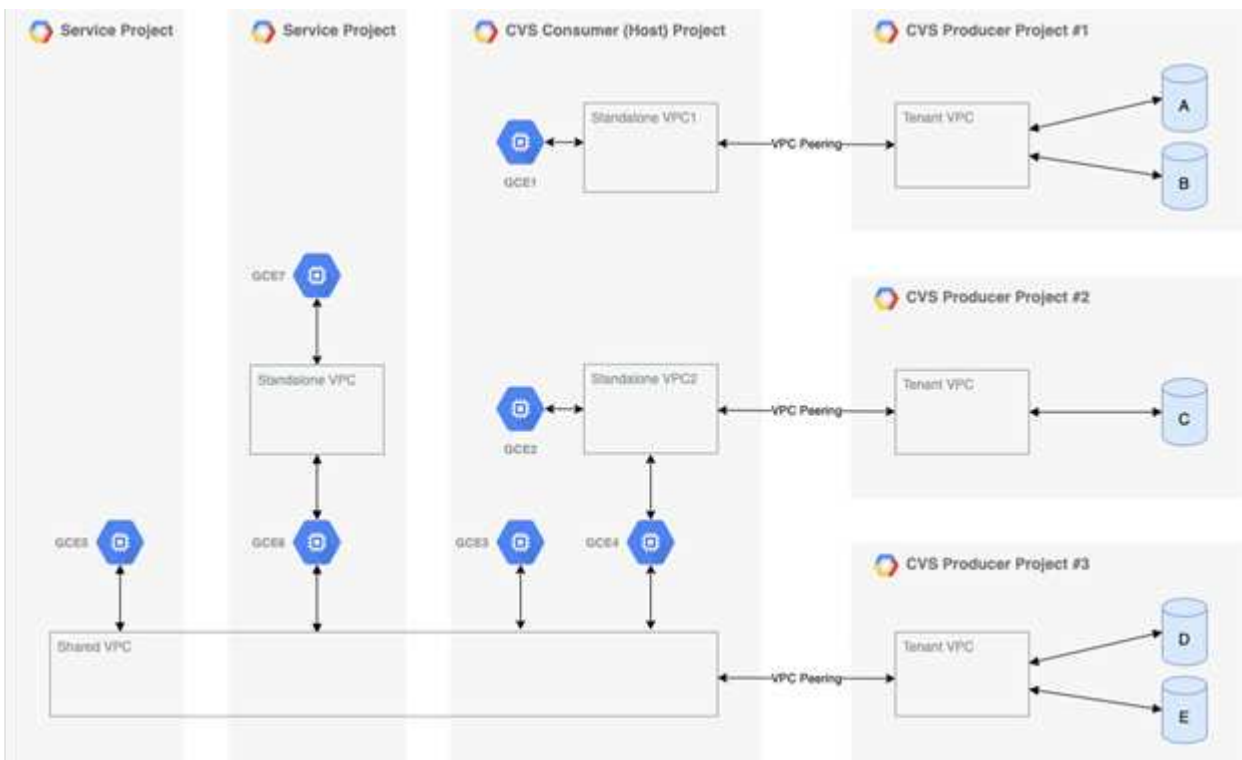 Service Project
Service Project
CVS Consumer (Host) Project
CVS Producer Project #1
Standalone VPC1
GCE1
VPC Peering
Tenant VPC
A
B
GCE7
CVS Producer Project #2
Standalone VPC
Standalone VPC2
GCE2
VPC Peering
Tenant VPC
C
GCE5
GCE6
GCE3
GCE4
CVS Producer Project #3
Shared VPC
VPC Peering
Tenant VPC
D
E